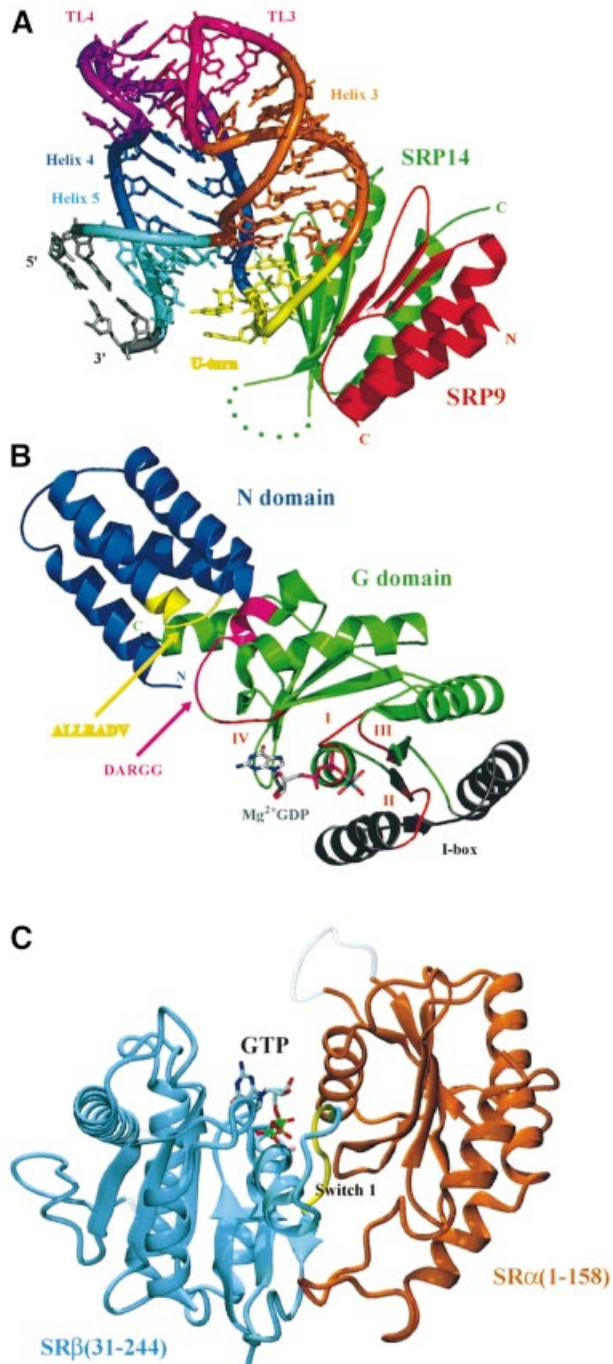 A
TL4
TL3
Helix 3
Helix 4
SRP14
Helix 5
C
5'
N
3'
U-turn
SRP9
C
B
N domain
G domain
C
N
ALLEADV
IV
I
III
DARGG
Mg2+GDP
II
I-box
C
GTP
Switch 1
SRα(1-158)
SRβ(31-244)